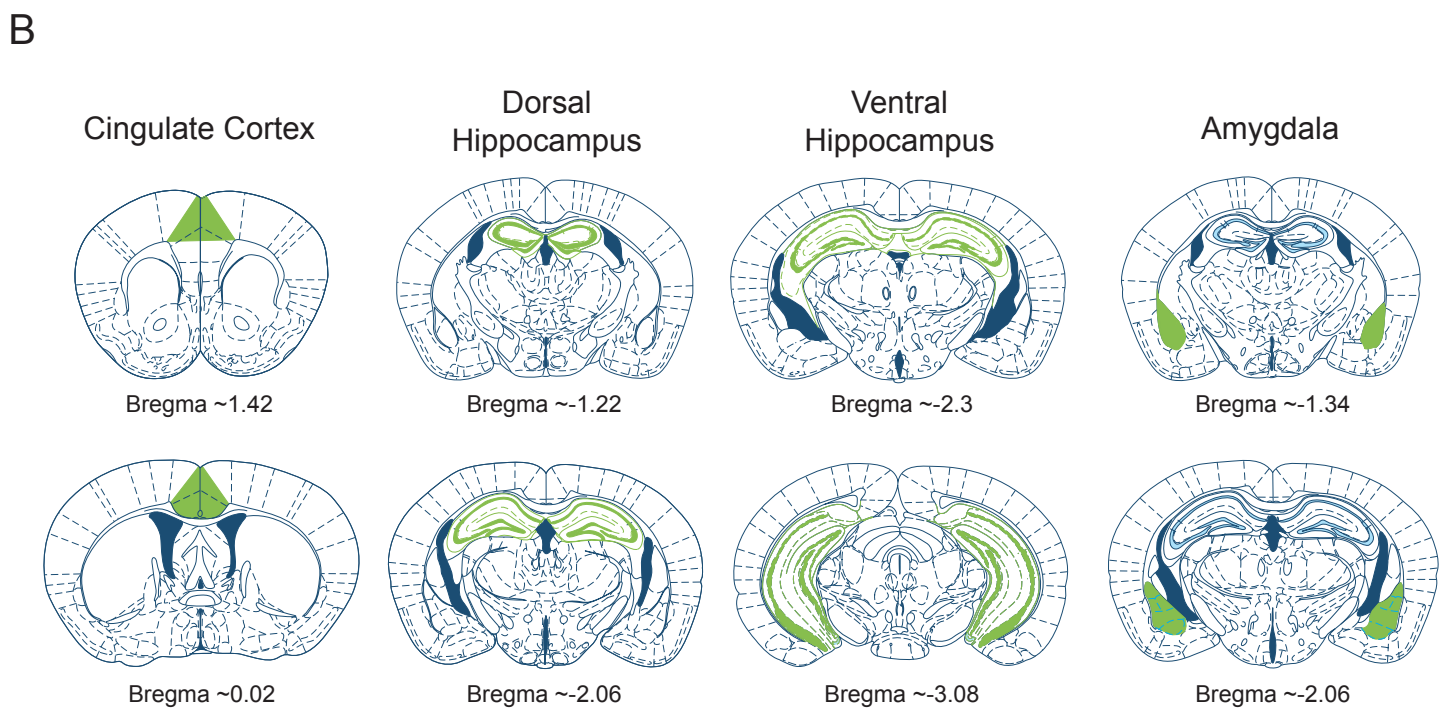 B
Cingulate Cortex
Dorsal
Hippocampus
Ventral
Hippocampus
Amygdala
Bregma ~1.42
Bregma ~-1.22
Bregma ~-2.3
Bregma ~-1.34
Bregma ~0.02
Bregma ~-2.06
Bregma ~-3.08
Bregma ~-2.06